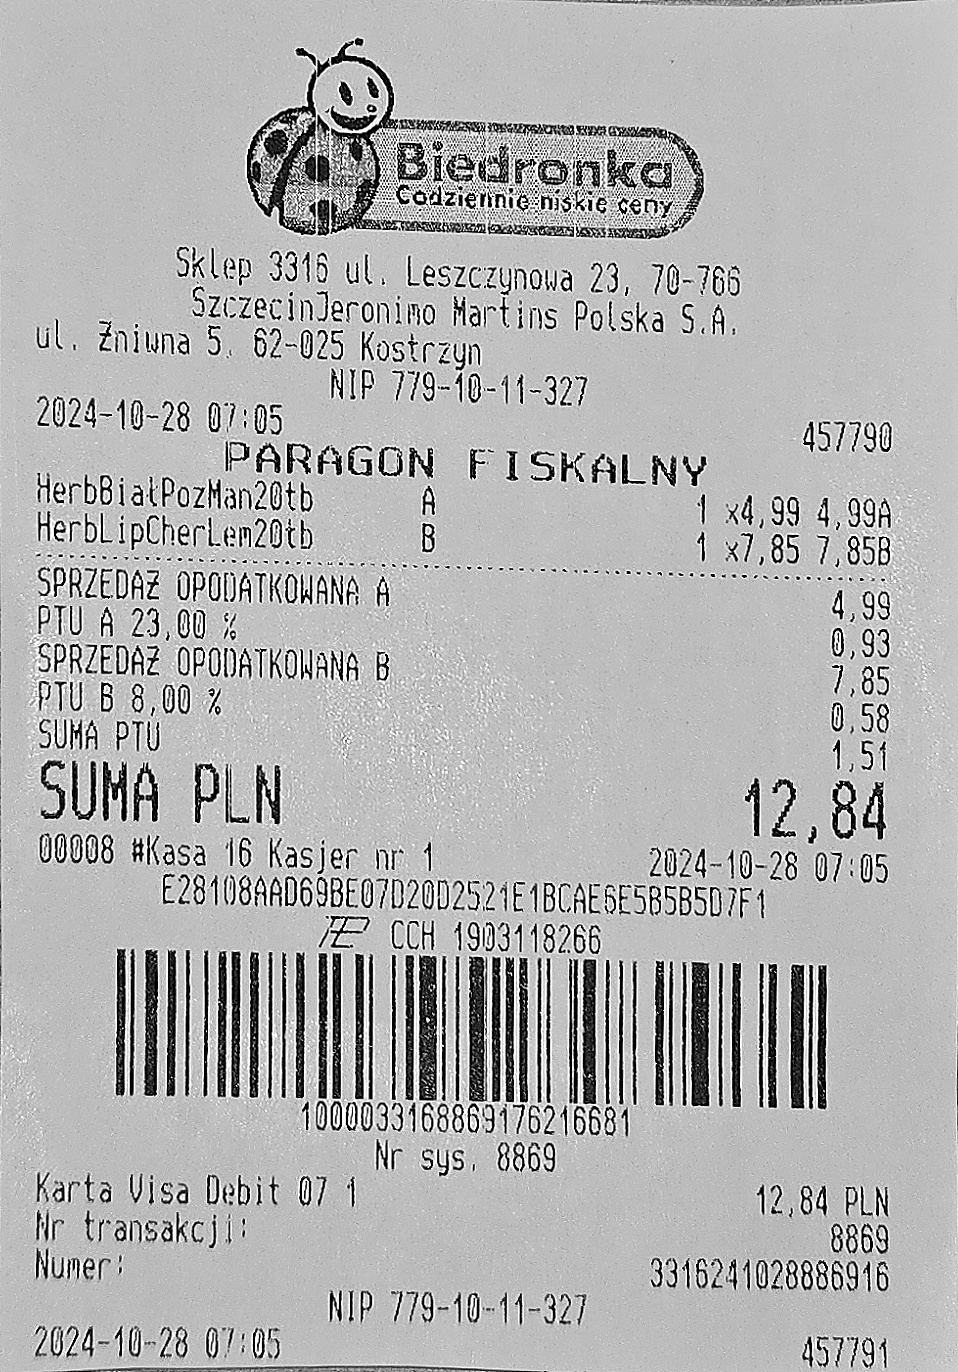 Biedronka
Codziennie niskie ceny
Sklep 3316 ul. Leszczynowa 23, 70-766
SzczecinJeronimo Martins Polska S.A.
ul. Żniwna 5, 62-025 Kostrzyn
NIP 779-10-11-327
2024-10-28 07:05 457790
PARAGON FISKALNY
HerbBiałPozMan20tb A 1 x4,99 4,99A
HerbLipCherLem20tb B 1 x7,85 7,85B
SPRZEDAŻ OPODATKOWANA A 4,99
PTU A 23,00 % 0,93
SPRZEDAŻ OPODATKOWANA B 7,85
PTU B 8,00 % 0,58
SUMA PTU 1,51
SUMA PLN 12,84
00008 #Kasa 16 Kasjer nr 1 2024-10-28 07:05
E28108AAD69BE07D20D2521E1BCAE6E5B5B5D7F1
CCH 1903118266
1000033168869176216681
Nr sys. 8869
Karta Visa Debit 07 1 12,84 PLN
Nr transakcji: 8869
Numer: 3316241028886916
NIP 779-10-11-327
2024-10-28 07:05 457791